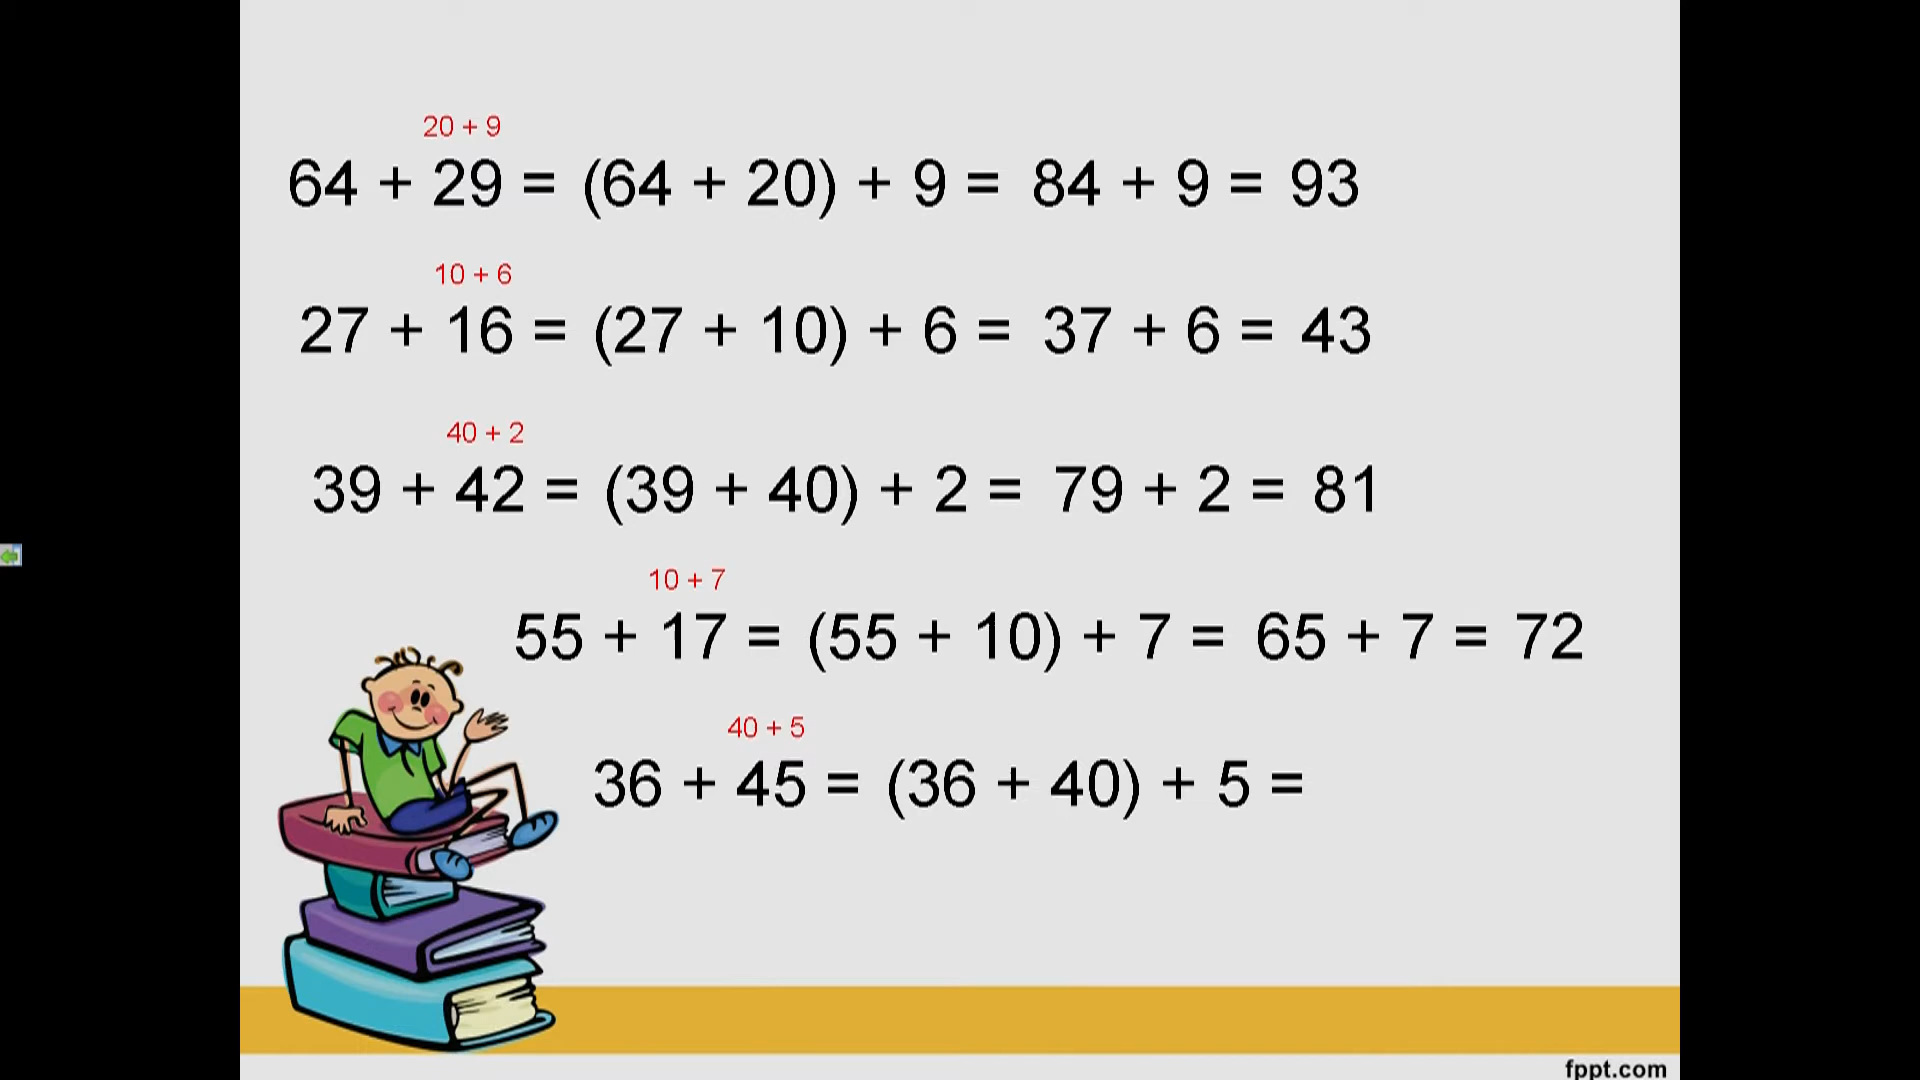 20 + 9
64 + 29 = (64 + 20) + 9 = 84 + 9 = 93
10 + 6
27 + 16 = (27 + 10) + 6 = 37 + 6 = 43
40 + 2
39 + 42 = (39 + 40) + 2 = 79 + 2 = 81
10 + 7
55 + 17 = (55 + 10) + 7 = 65 + 7 = 72
40 + 5
36 + 45 = (36 + 40) + 5 =
fppt.com